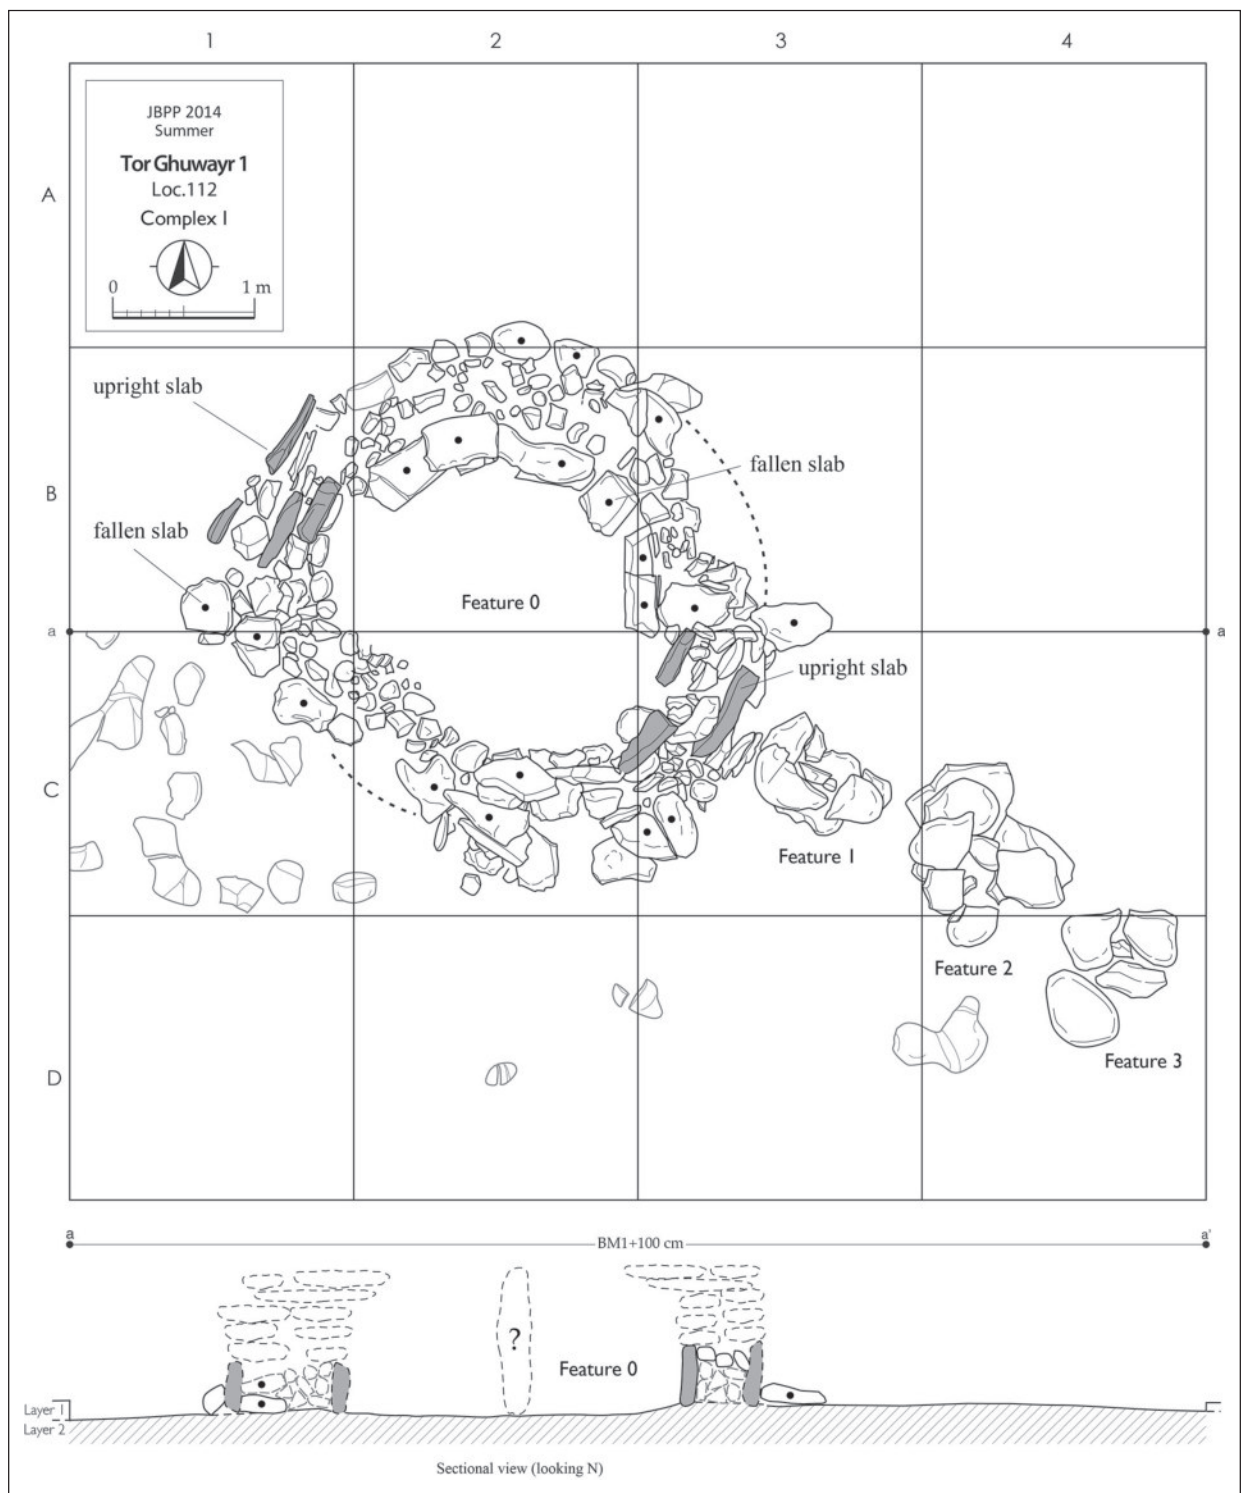 1 2 3 4
JBPP 2014
Summer
Tor Ghuwayr 1
Loc.112
Complex I
0 1 m
A
upright slab
fallen slab
B
fallen slab
Feature 0
a a
upright slab
C
Feature 1
Feature 2
D
Feature 3
a a'
BM1+100 cm
?
Feature 0
Layer 1
Layer 2
Sectional view (looking N)